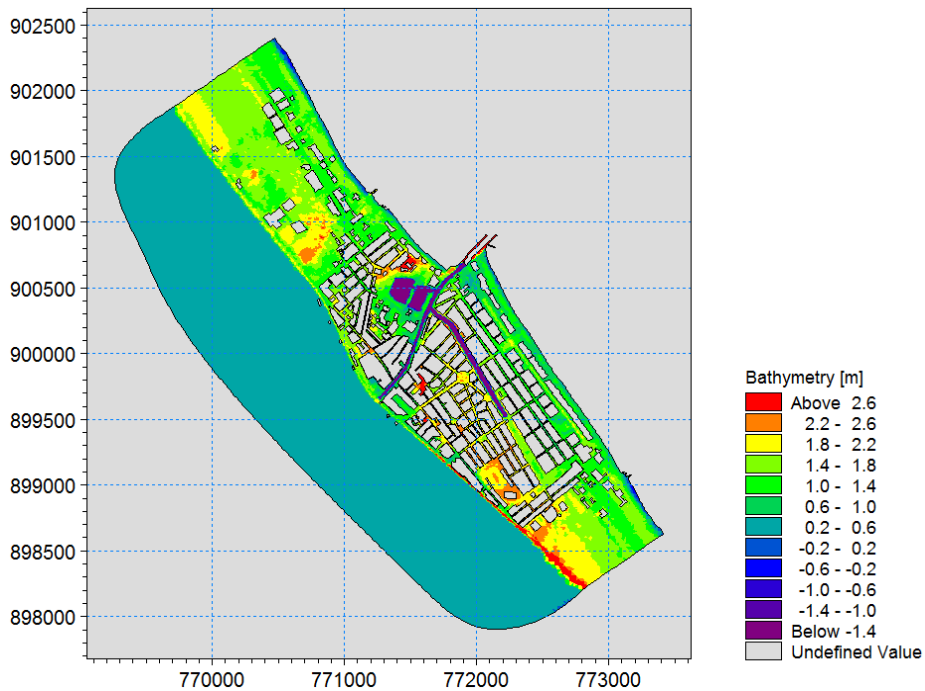 902500
902000
901500
901000
900500
900000
899500
899000
898500
898000
770000 771000 772000 773000
Bathymetry [m]
Above 2.6
2.2 - 2.6
1.8 - 2.2
1.4 - 1.8
1.0 - 1.4
0.6 - 1.0
0.2 - 0.6
-0.2 - 0.2
-0.6 - -0.2
-1.0 - -0.6
-1.4 - -1.0
Below -1.4
Undefined Value